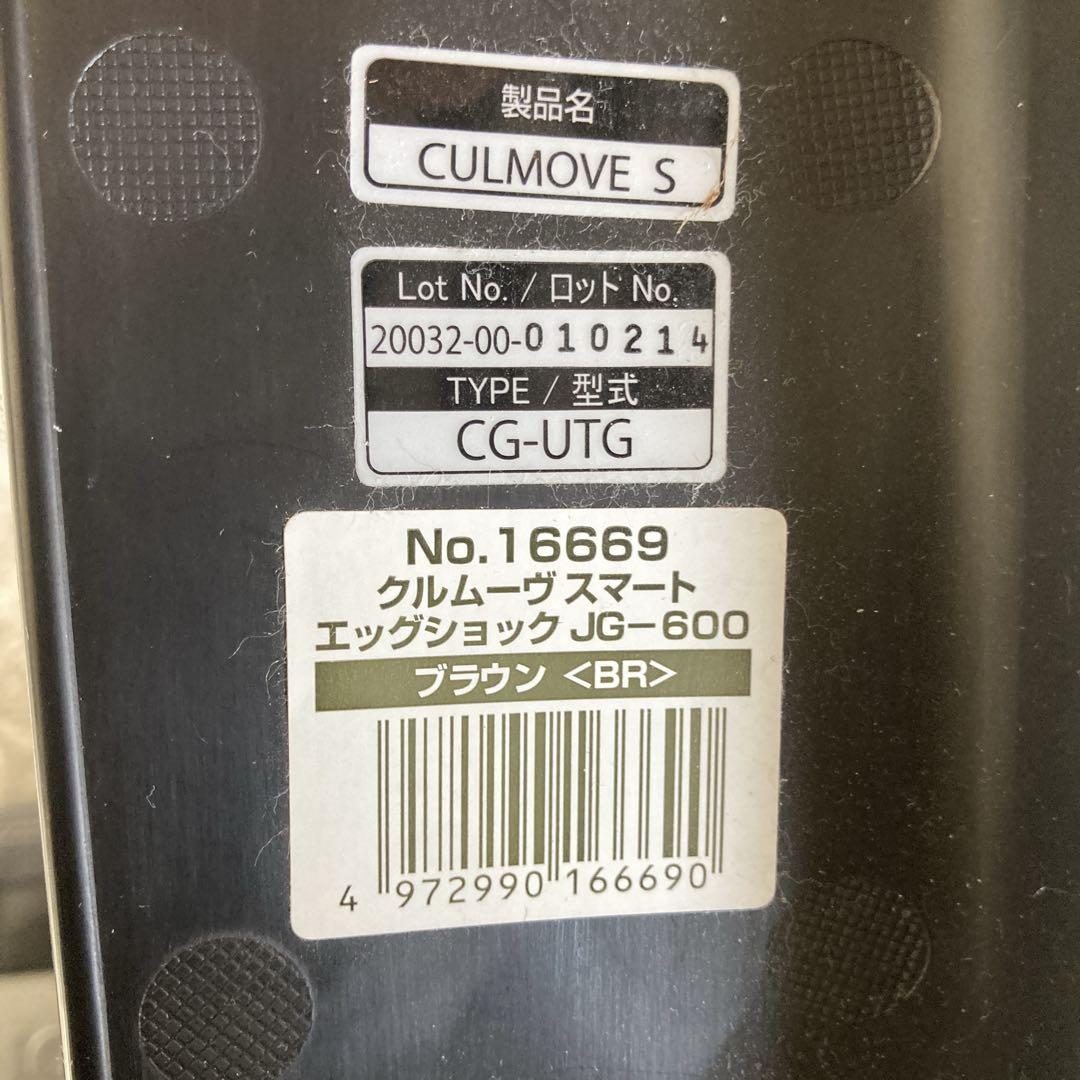 製品名
CULMOVE S
Lot No. / ロット No.
20032-00-010214
TYPE / 型式
CG-UTG
No.16669
クルムーヴ スマート
エッグショック JG-600
ブラウン <BR>
4 972990 166690